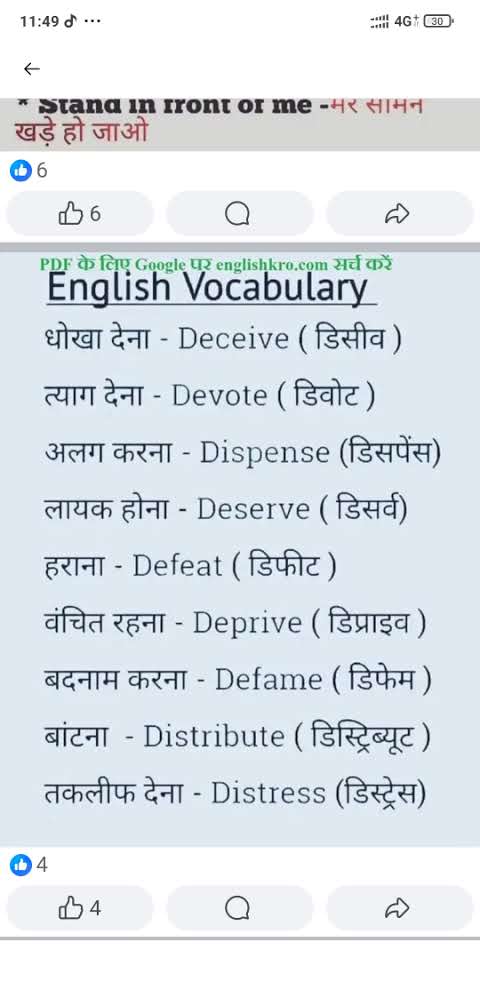 11:49
4G
30
* Stand in front of me -मेरे सामने
खड़े हो जाओ
6
6
PDF के लिए Google पर englishkro.com सर्च करें
English Vocabulary
धोखा देना - Deceive ( डिसीव )
त्याग देना - Devote ( डिवोट )
अलग करना - Dispense (डिसपेंस)
लायक होना - Deserve ( डिसर्व)
हराना - Defeat ( डिफीट )
वंचित रहना - Deprive ( डिप्राइव )
बदनाम करना - Defame ( डिफेम )
बांटना - Distribute ( डिस्ट्रिब्यूट )
तकलीफ देना - Distress (डिस्ट्रेस)
4
4